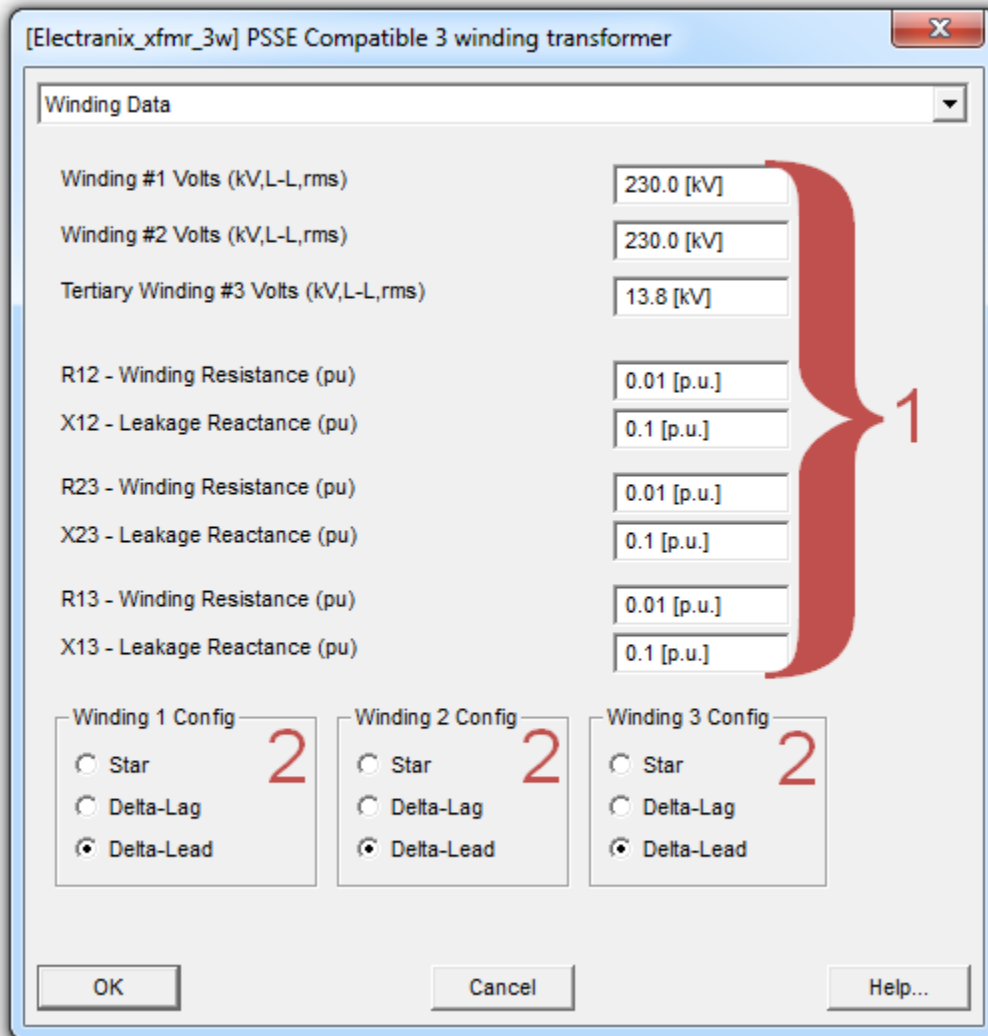 [Electranix_xfmr_3w] PSSE Compatible 3 winding transformer
Winding Data
Winding #1 Volts (kV,L-L,rms) 230.0 [kV]
Winding #2 Volts (kV,L-L,rms) 230.0 [kV]
Tertiary Winding #3 Volts (kV,L-L,rms) 13.8 [kV]
R12 - Winding Resistance (pu) 0.01 [p.u.]
X12 - Leakage Reactance (pu) 0.1 [p.u.]
1
R23 - Winding Resistance (pu) 0.01 [p.u.]
X23 - Leakage Reactance (pu) 0.1 [p.u.]
R13 - Winding Resistance (pu) 0.01 [p.u.]
X13 - Leakage Reactance (pu) 0.1 [p.u.]
Winding 1 Config
2
Star
Delta-Lag
Delta-Lead
Winding 2 Config
2
Star
Delta-Lag
Delta-Lead
Winding 3 Config
2
Star
Delta-Lag
Delta-Lead
OK Cancel Help...